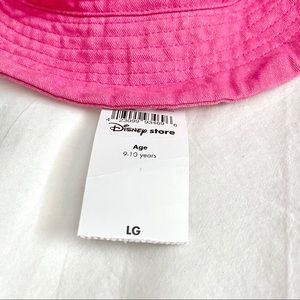 Disney store
Age
9-10 years
LG